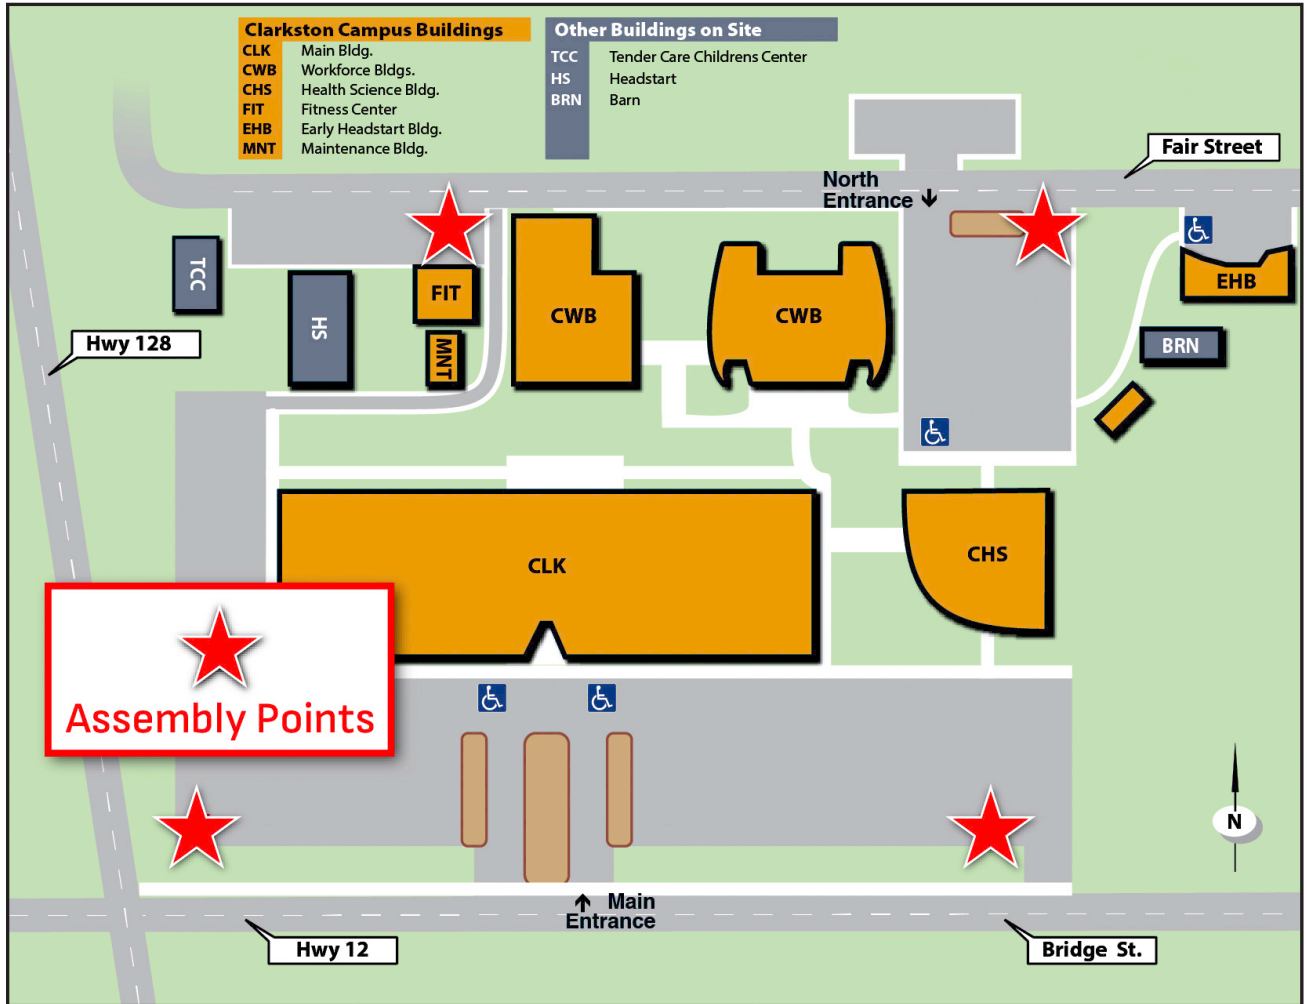 Clarkston Campus Buildings
CLK Main Bldg.
CWB Workforce Bldgs.
CHS Health Science Bldg.
FIT Fitness Center
EHB Early Headstart Bldg.
MNT Maintenance Bldg.
Other Buildings on Site
TCC Tender Care Childrens Center
HS Headstart
BRN Barn
Fair Street
North
Entrance
TCC
HS
FIT
MNT
CWB
CWB
EHB
BRN
Hwy 128
CLK
CHS
Assembly Points
N
Main
Entrance
Hwy 12
Bridge St.